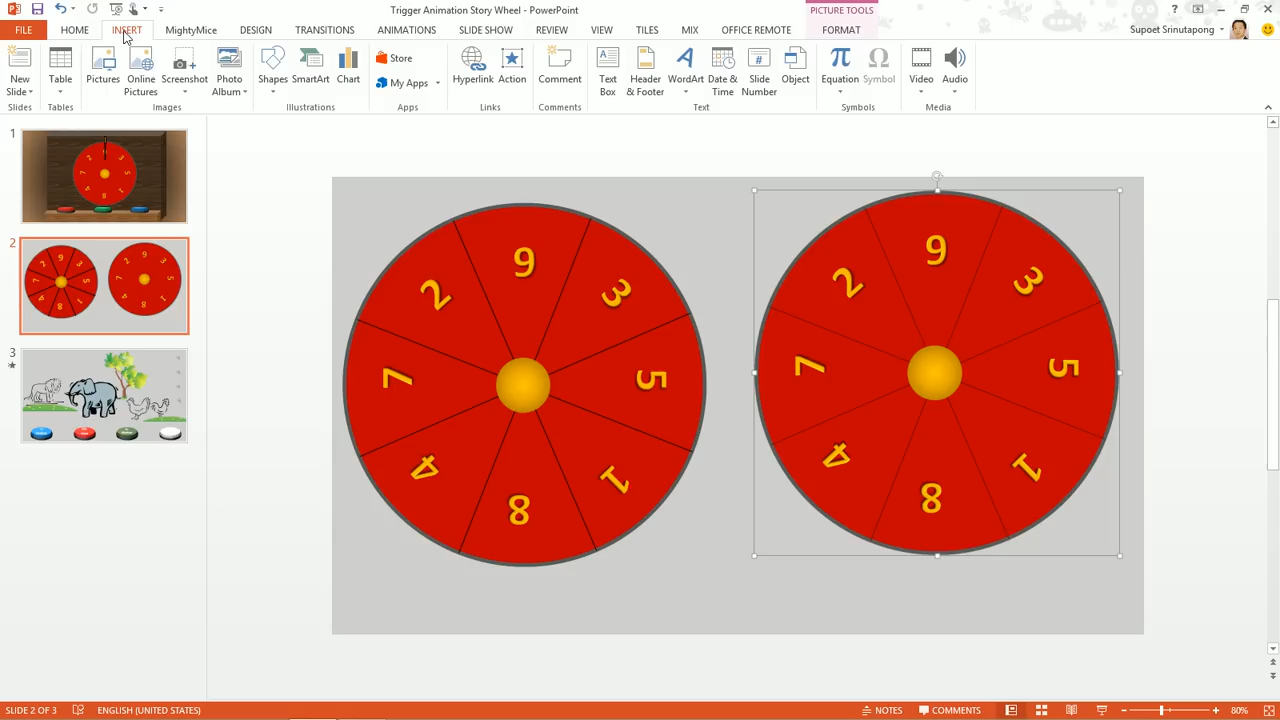 Trigger Animation Story Wheel - PowerPoint
PICTURE TOOLS
FILE HOME INSERT MightyMice DESIGN TRANSITIONS ANIMATIONS SLIDE SHOW REVIEW VIEW TILES MIX OFFICE REMOTE FORMAT
Supoet Srinutapong
New Slide
Table
Pictures
Online Pictures
Screenshot
Photo Album
Shapes
SmartArt
Chart
Store
My Apps
Hyperlink
Action
Comment
Text Box
Header & Footer
WordArt
Date & Time
Slide Number
Object
Equation
Symbol
Video
Audio
Slides Tables Images Illustrations Apps Links Comments Text Symbols Media
1
2
3
9
3
5
1
8
4
7
2
9
3
5
1
8
4
7
2
SLIDE 2 OF 3 ENGLISH (UNITED STATES) NOTES COMMENTS 80%